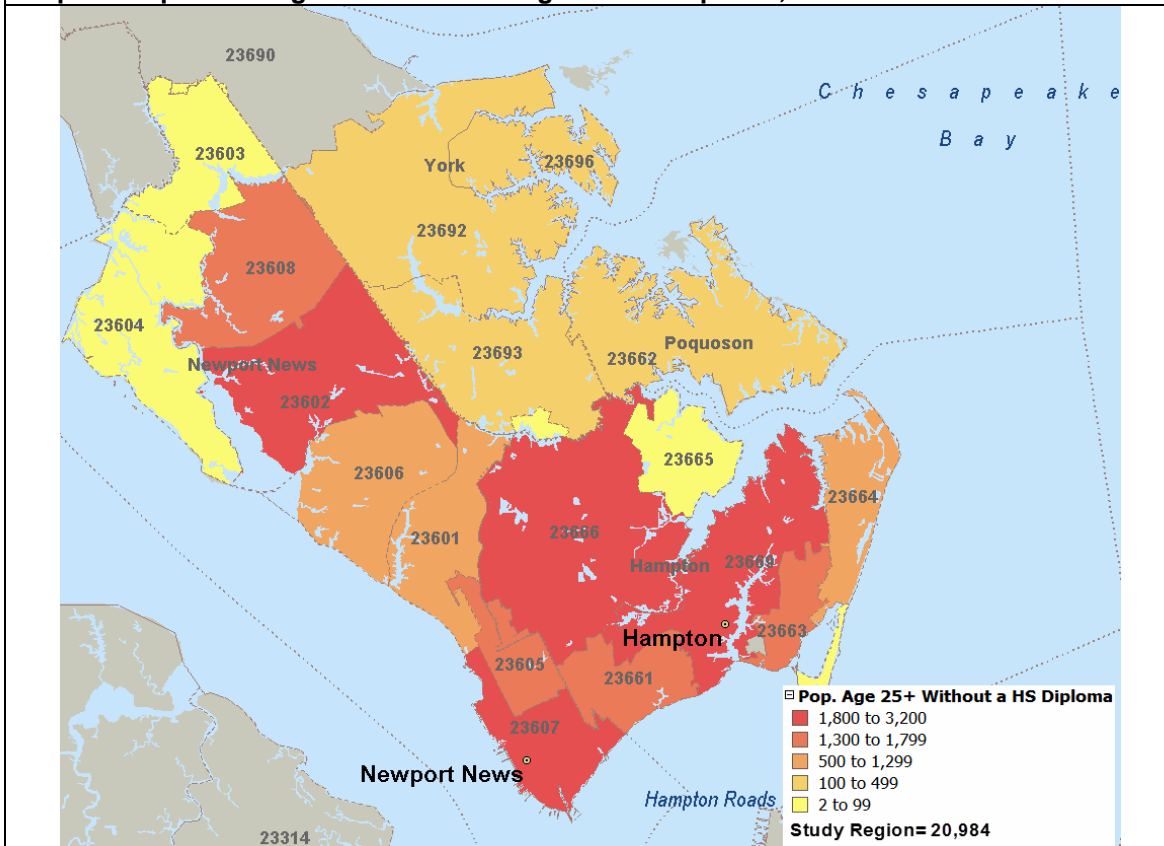 23690
C h e s a p e a k e
B a y
23603
York
23696
23692
23608
23604
23693
Poquoson
23662
Newport News
23602
23665
23606
23664
23601
23666
Hampton
23669
Hampton
23663
23605
23661
23607
Newport News
Hampton Roads
23314
Pop. Age 25+ Without a HS Diploma
1,800 to 3,200
1,300 to 1,799
500 to 1,299
100 to 499
2 to 99
Study Region= 20,984